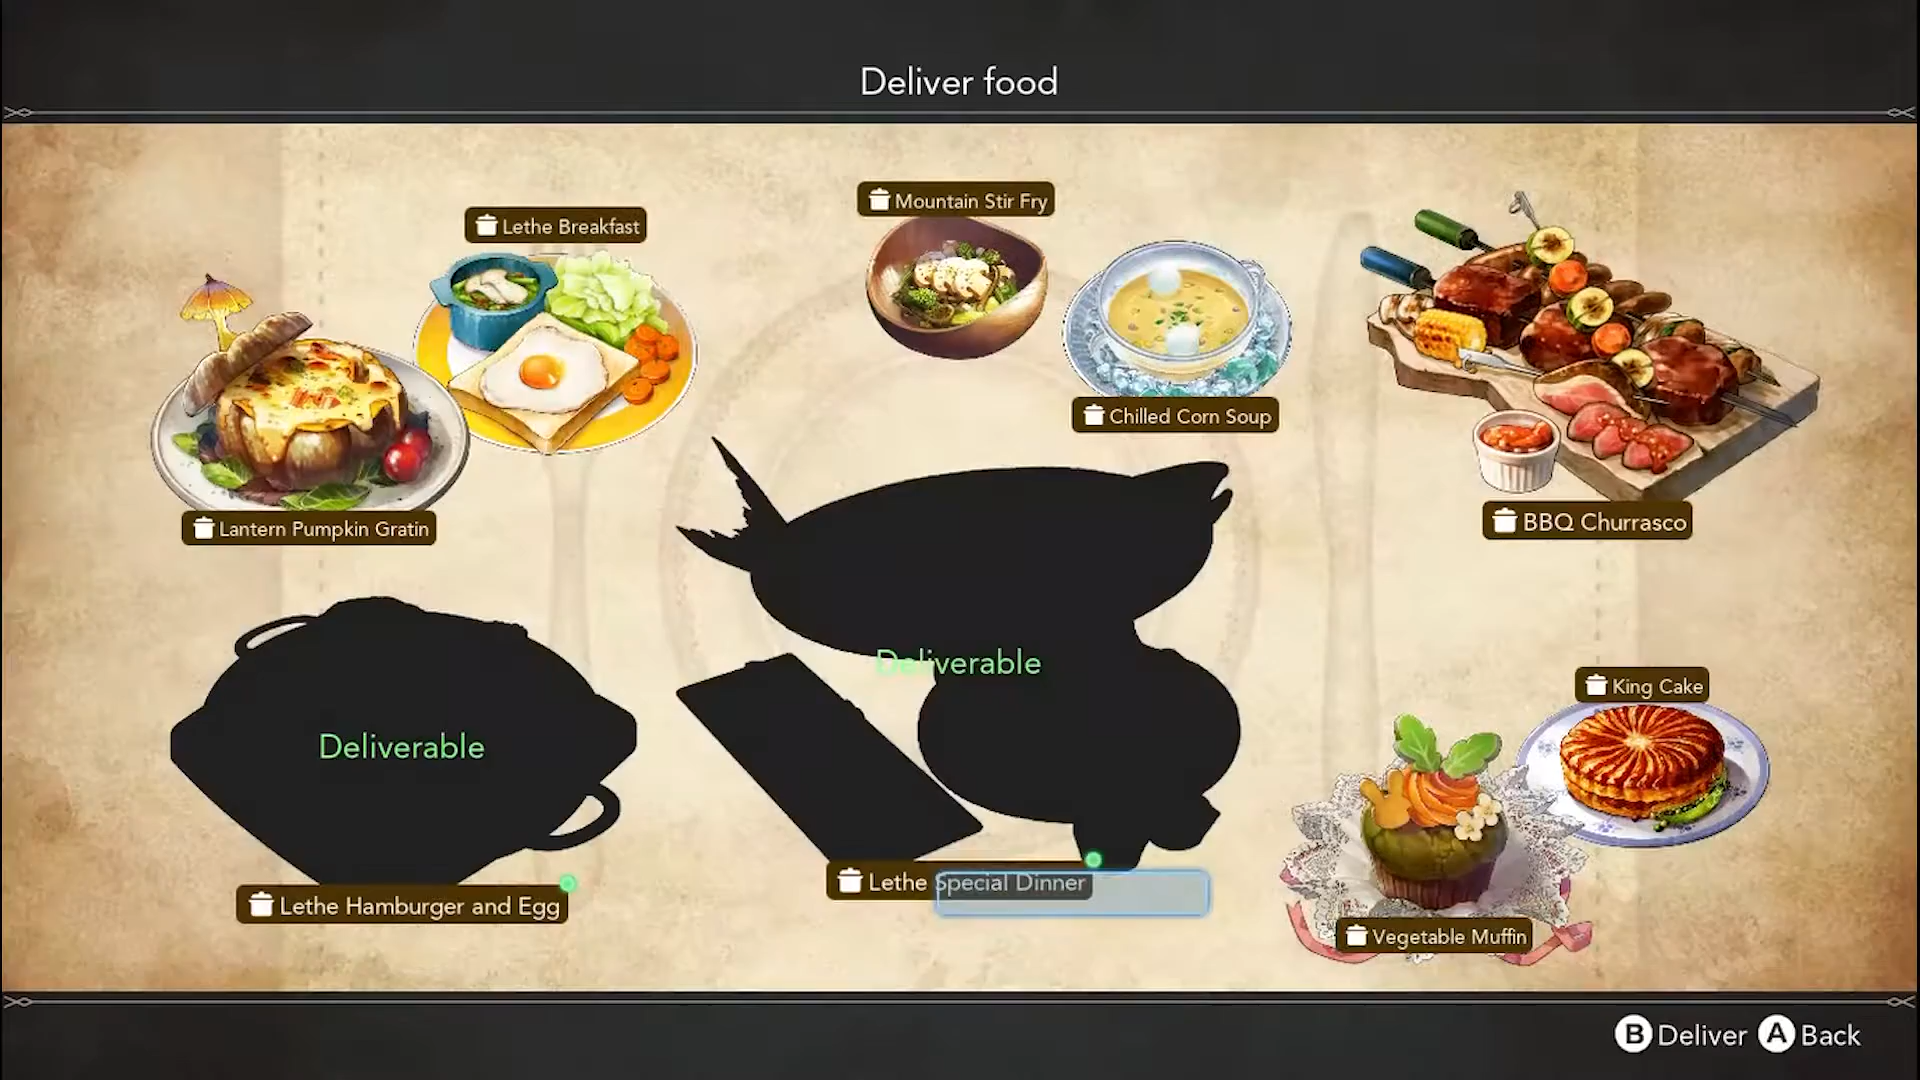 Deliver food
Mountain Stir Fry
Lethe Breakfast
Chilled Corn Soup
BBQ Churrasco
Lantern Pumpkin Gratin
Deliverable
King Cake
Deliverable
Lethe Special Dinner
Lethe Hamburger and Egg
Vegetable Muffin
B Deliver A Back